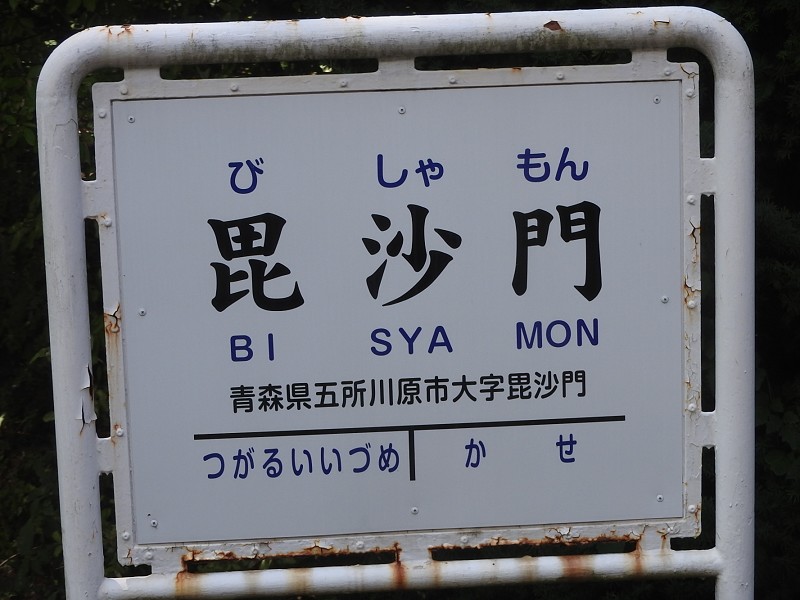 び しゃ もん
毘 沙 門
BI SYA MON
青森県五所川原市大字毘沙門
つがるいいづめ か せ